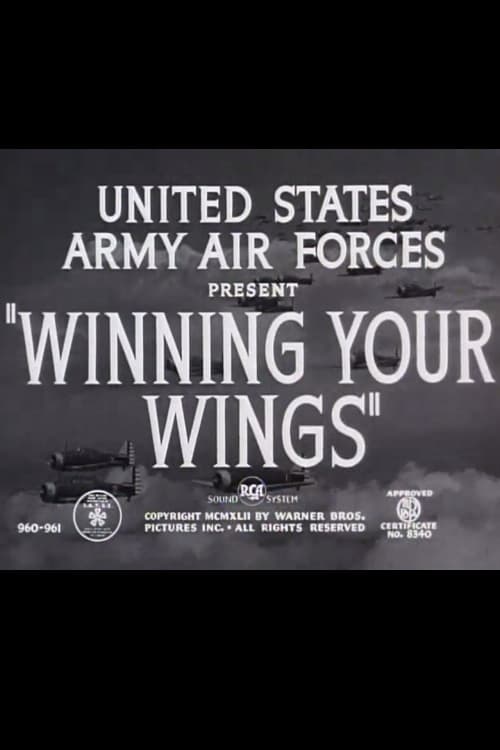 UNITED STATES
ARMY AIR FORCES
PRESENT
"WINNING YOUR
WINGS"
SOUND RCA SYSTEM
960-961
COPYRIGHT MCMXLII BY WARNER BROS.
PICTURES INC. • ALL RIGHTS RESERVED
APPROVED
CERTIFICATE
NO. 8340